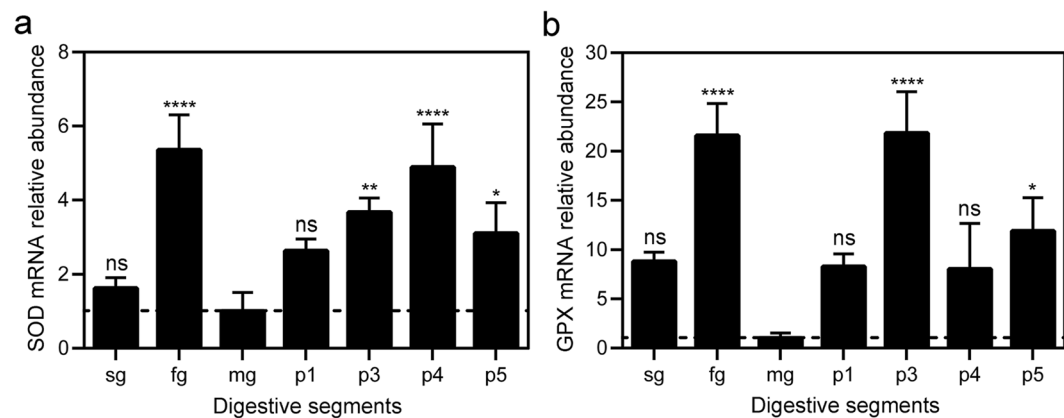 a
SOD mRNA relative abundance
8
6
4
2
0
ns
****
ns
**
****
*
sg fg mg p1 p3 p4 p5
Digestive segments
b
GPX mRNA relative abundance
30
25
20
15
10
5
0
ns
****
ns
****
ns
*
sg fg mg p1 p3 p4 p5
Digestive segments